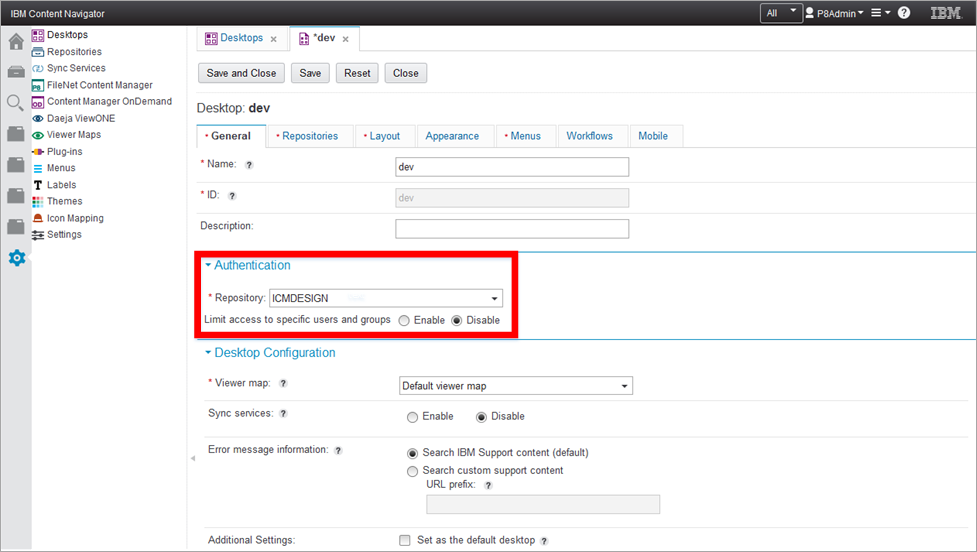 IBM Content Navigator
All P8Admin ? IBM
Desktops
Repositories
Sync Services
P8 FileNet Content Manager
OD Content Manager OnDemand
Daeja ViewONE
Viewer Maps
Plug-ins
Menus
T Labels
Themes
Icon Mapping
Settings
Desktops × *dev ×
Save and Close Save Reset Close
Desktop: dev
* General * Repositories * Layout Appearance * Menus Workflows Mobile
* Name: ? dev
* ID: ? dev
Description:
Authentication
* Repository: ICMDESIGN
Limit access to specific users and groups Enable Disable
Desktop Configuration
* Viewer map: ? Default viewer map
Sync services: ? Enable Disable
Error message information: ? Search IBM Support content (default)
Search custom support content
URL prefix: ?
Additional Settings: Set as the default desktop ?